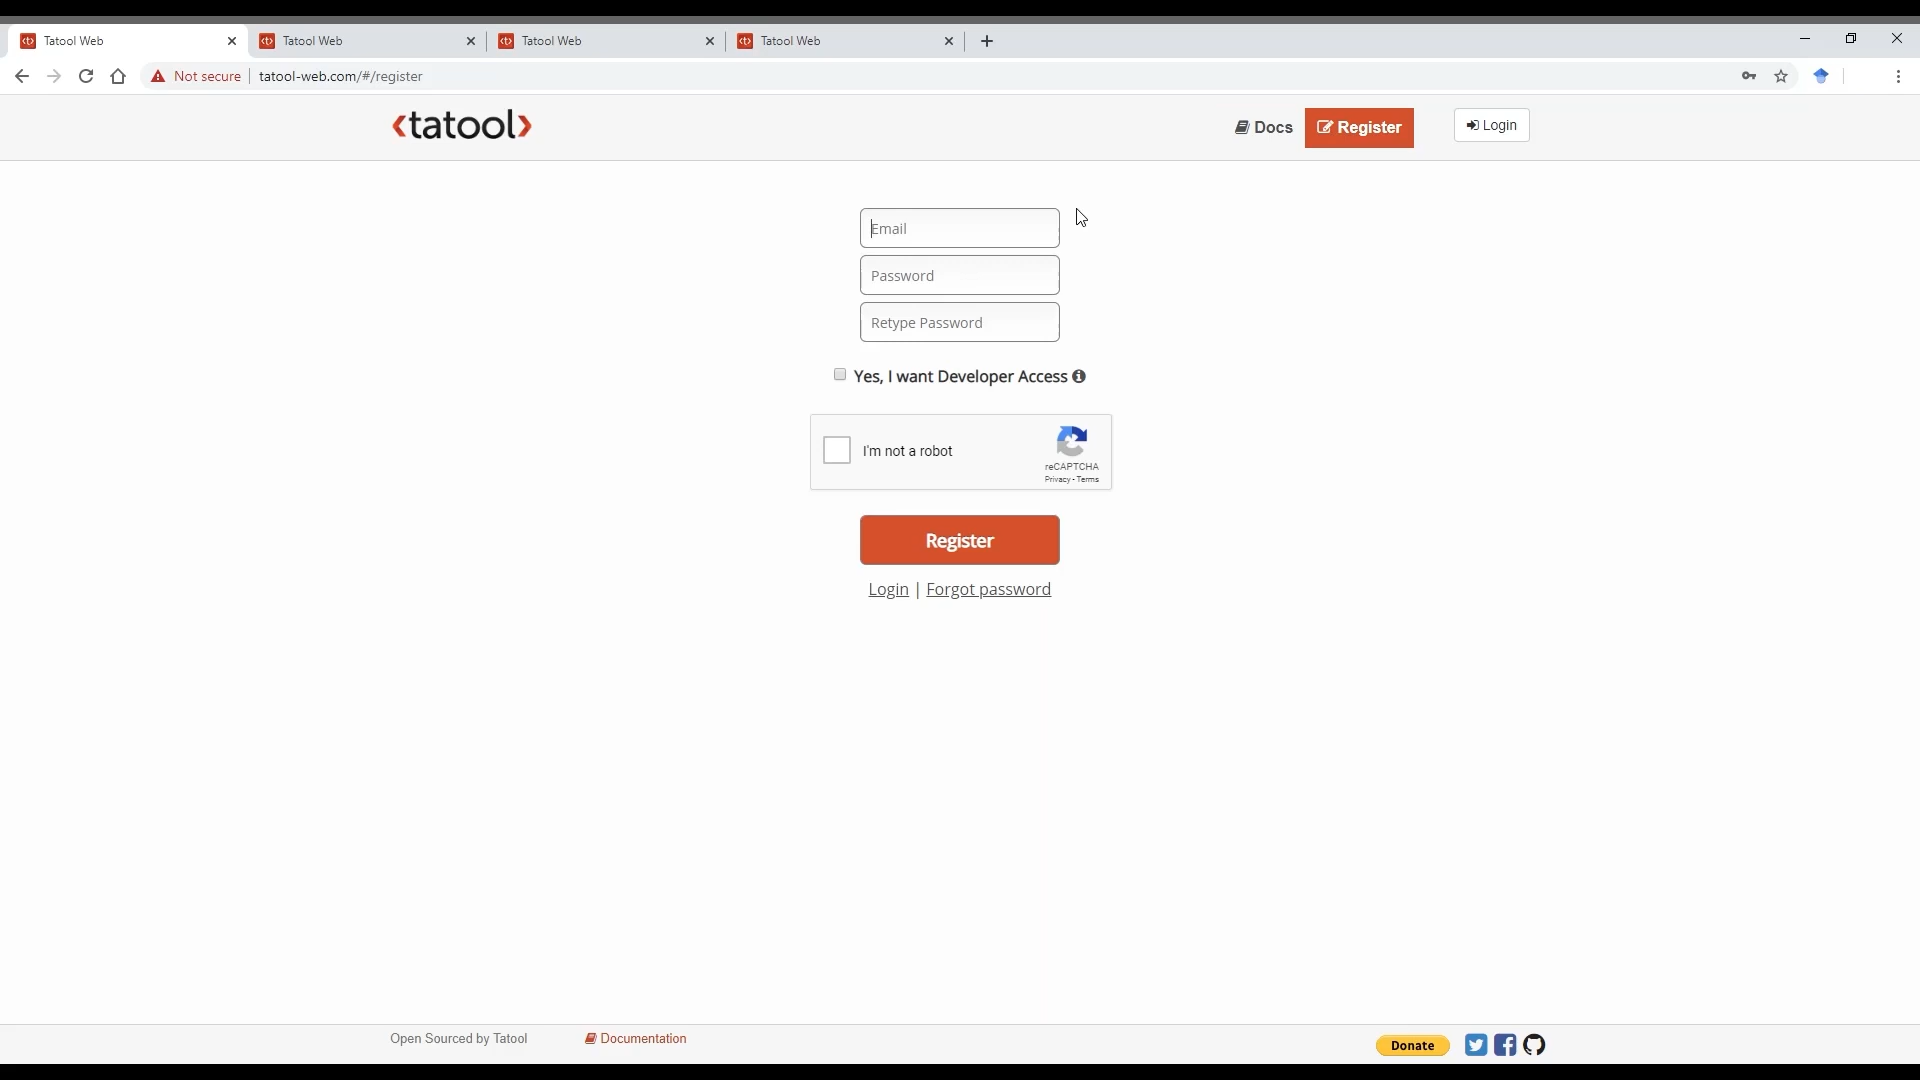 Tatool Web
Tatool Web
Tatool Web
Tatool Web
Not secure
tatool-web.com/#/register
<tatool>
Docs
Register
Login
Email
Password
Retype Password
Yes, I want Developer Access
I'm not a robot
reCAPTCHA
Privacy - Terms
Register
Login | Forgot password
Open Sourced by Tatool
Documentation
Donate